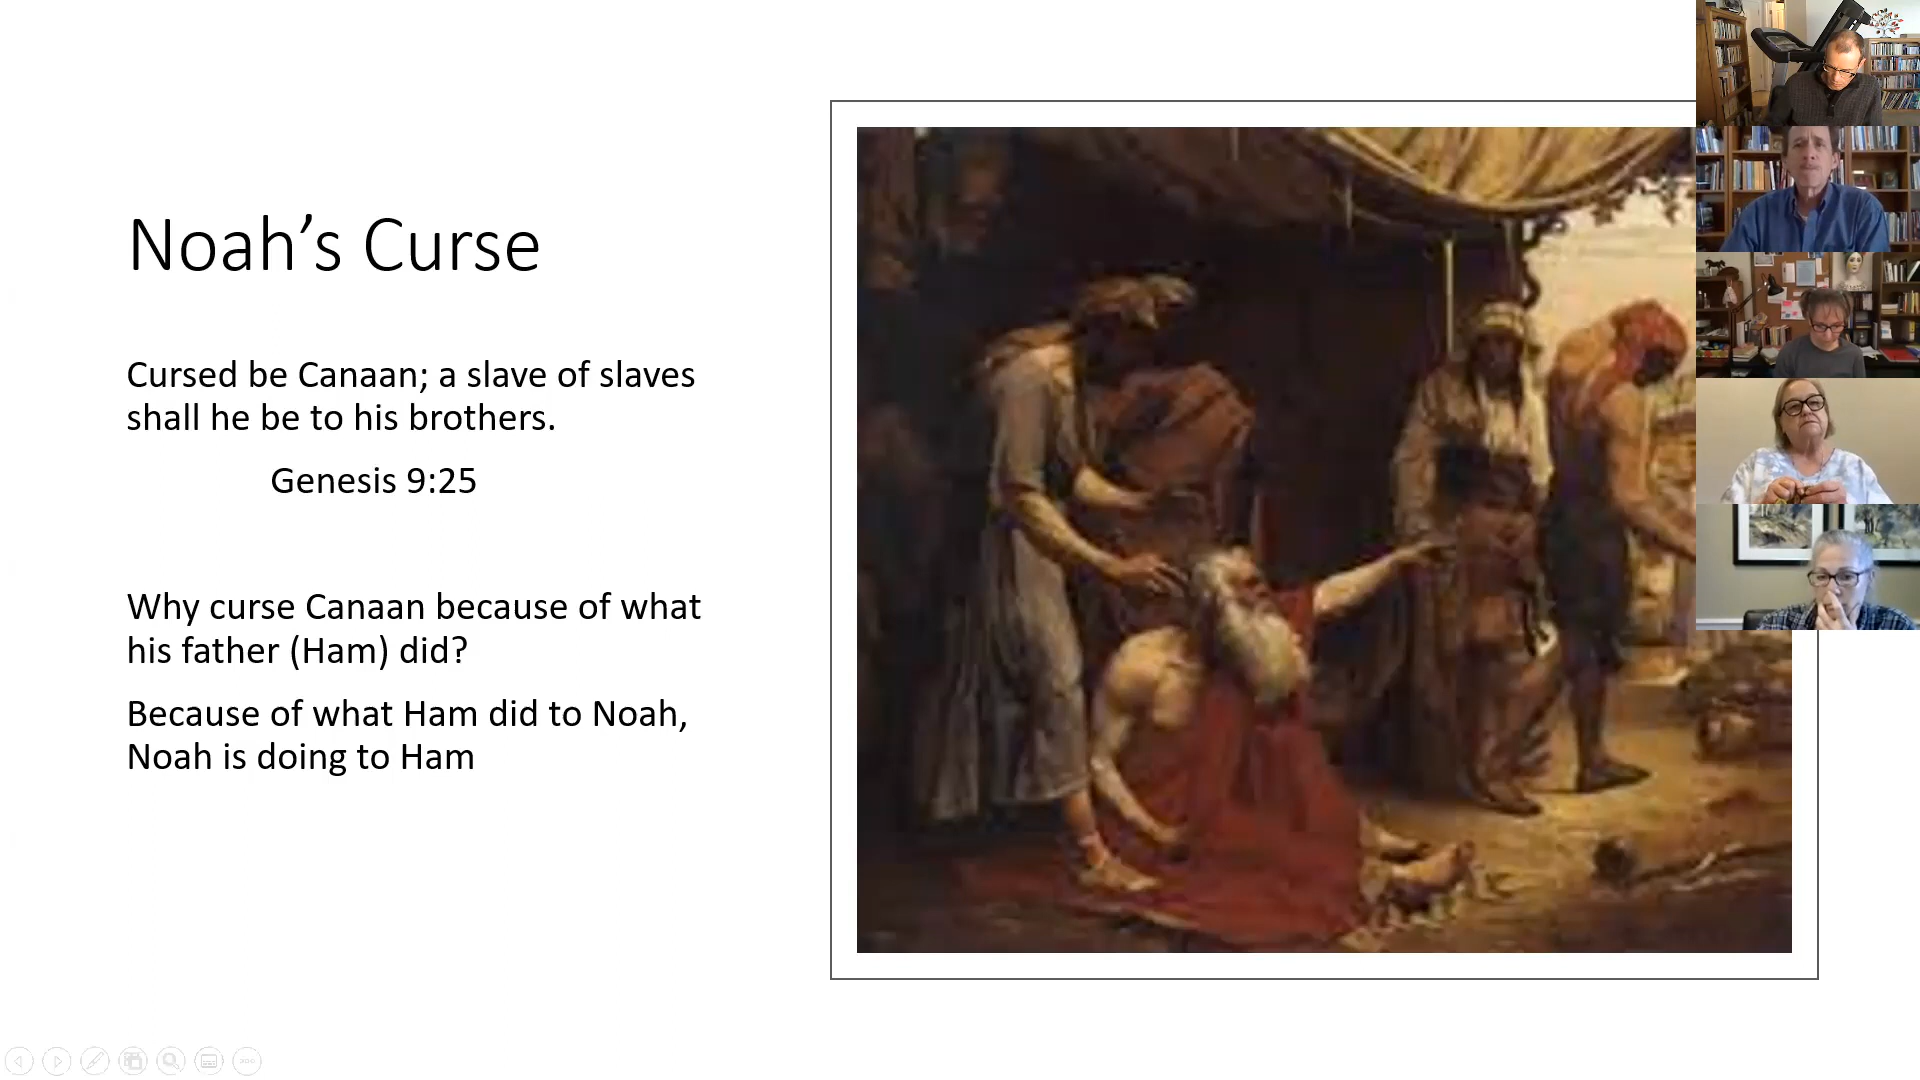 Noah’s Curse
Cursed be Canaan; a slave of slaves
shall he be to his brothers.
Genesis 9:25
Why curse Canaan because of what
his father (Ham) did?
Because of what Ham did to Noah,
Noah is doing to Ham